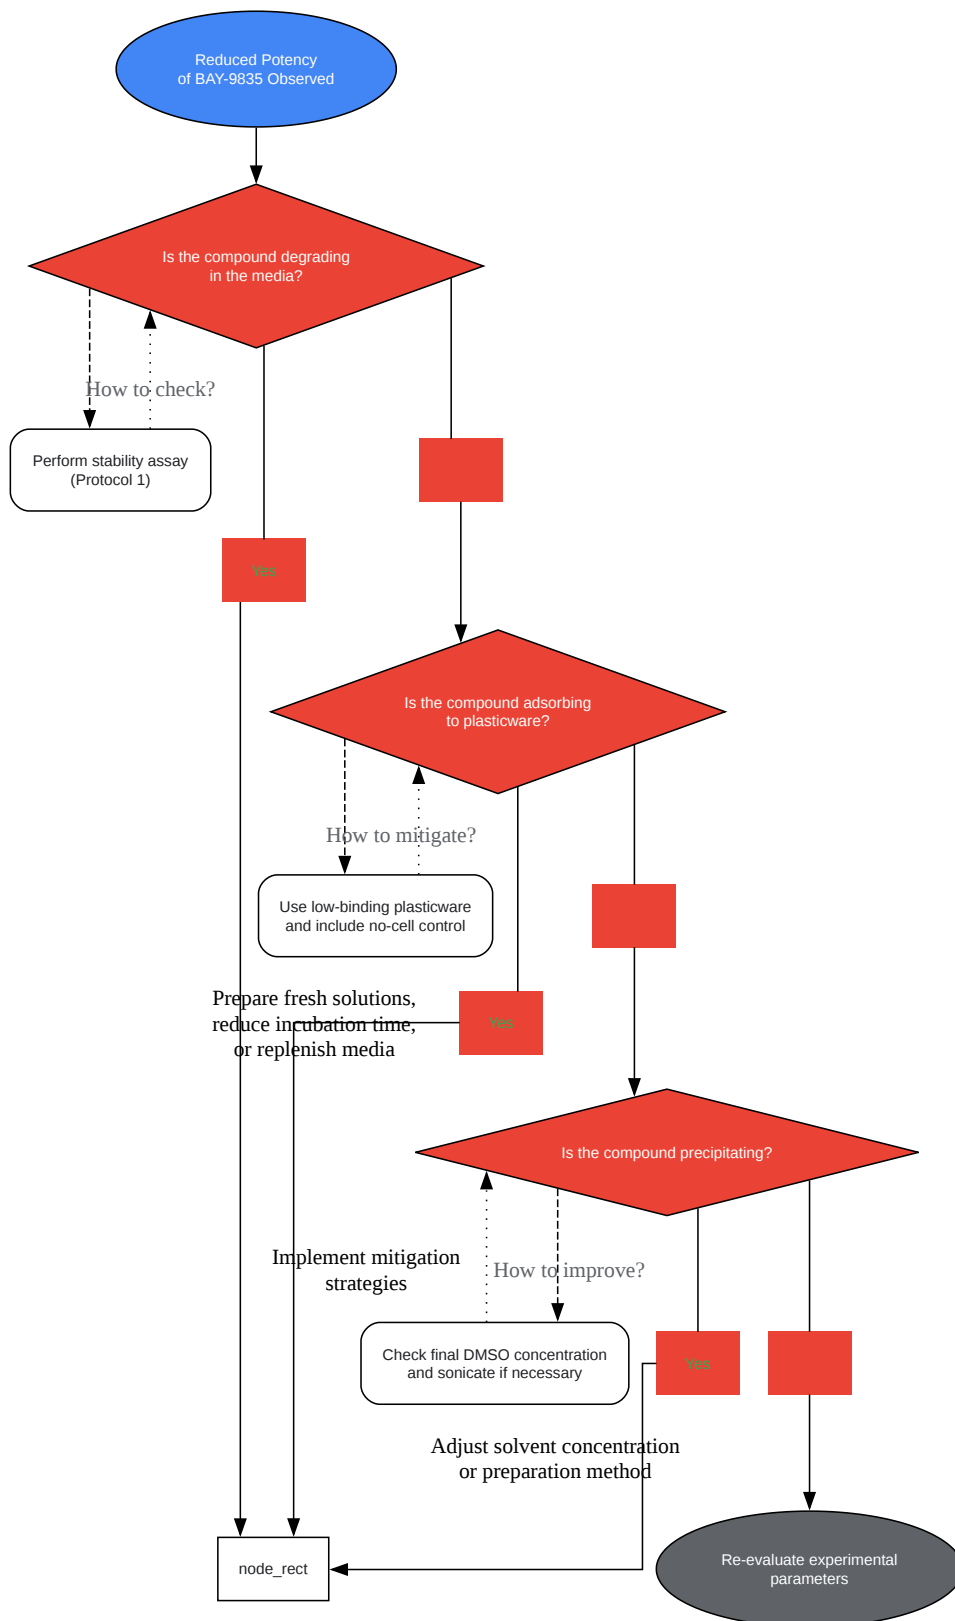 Reduced Potency
of BAY-9835 Observed
Is the compound degrading
in the media?
How to check?
Perform stability assay
(Protocol 1)
Yes
Is the compound adsorbing
to plasticware?
How to mitigate?
Use low-binding plasticware
and include no-cell control
Prepare fresh solutions,
reduce incubation time,
or replenish media
Yes
Is the compound precipitating?
Implement mitigation
strategies
How to improve?
Check final DMSO concentration
and sonicate if necessary
Yes
Adjust solvent concentration
or preparation method
node_rect
Re-evaluate experimental
parameters